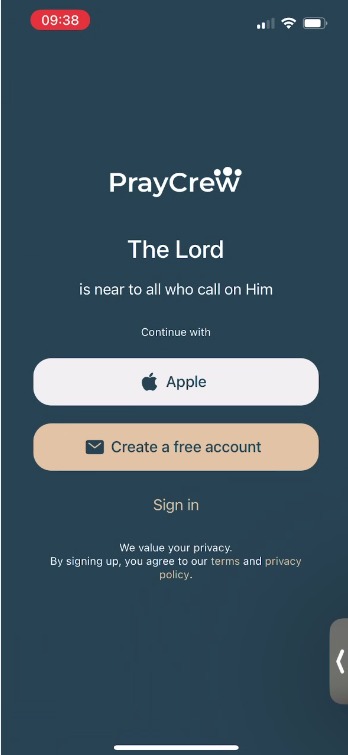 09:38
PrayCrew
The Lord
is near to all who call on Him
Continue with
Apple
Create a free account
Sign in
We value your privacy.
By signing up, you agree to our terms and privacy
policy.